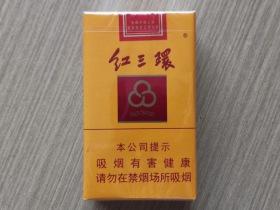 红三環
本公司提示
吸烟有害健康
请勿在禁烟场所吸烟